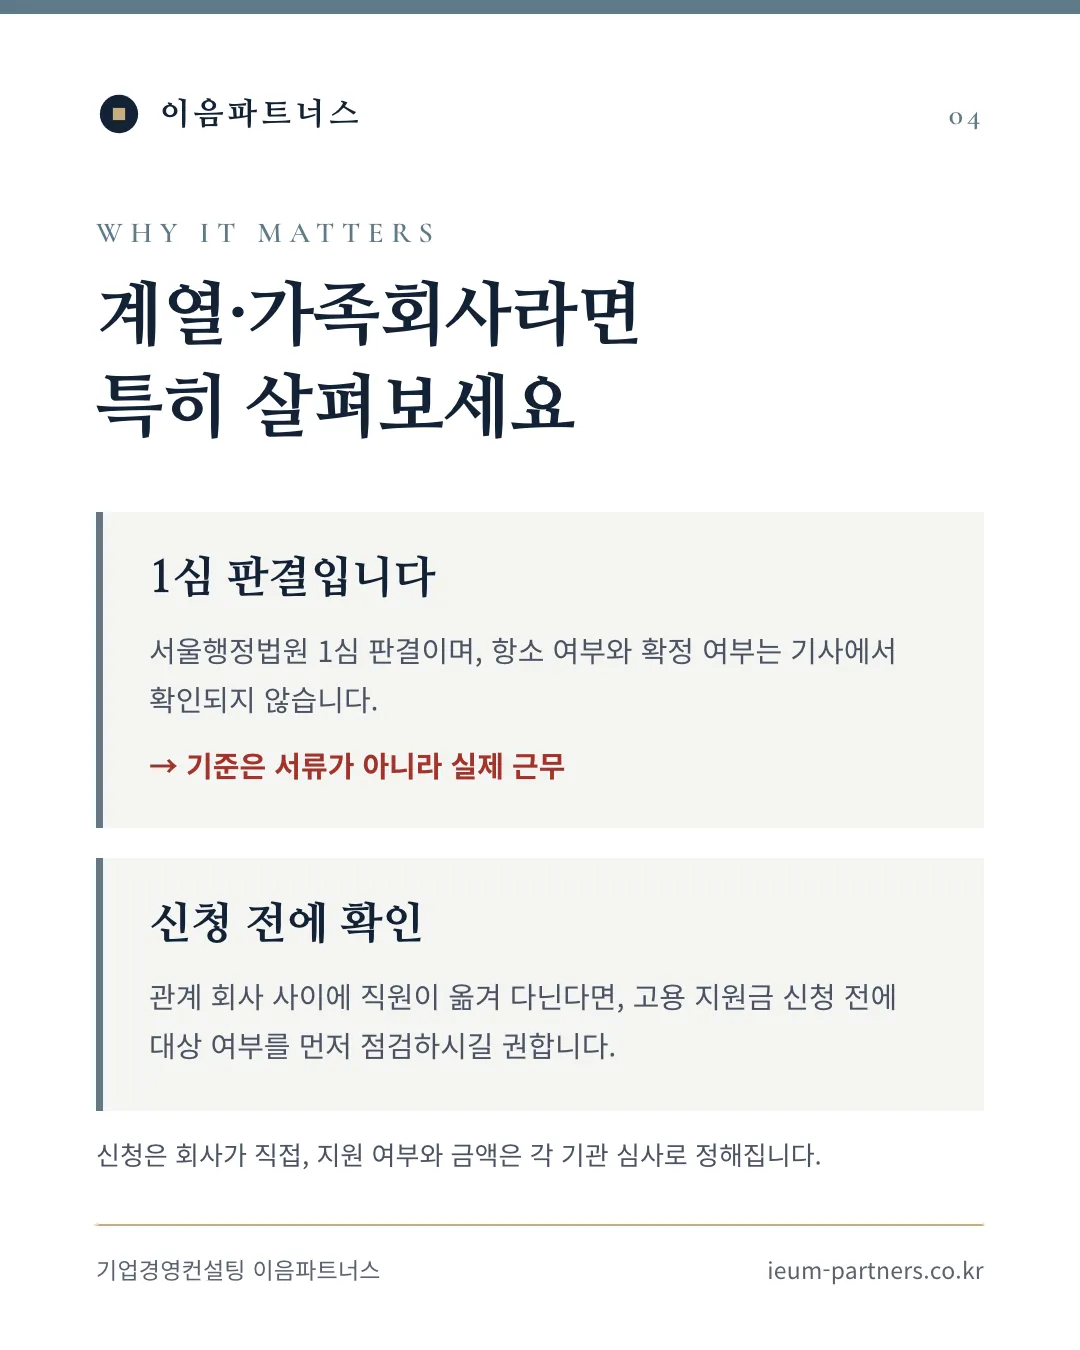 이음파트너스
04
WHY IT MATTERS
계열·가족회사라면
특히 살펴보세요
1심 판결입니다
서울행정법원 1심 판결이며, 항소 여부와 확정 여부는 기사에서
확인되지 않습니다.
→ 기준은 서류가 아니라 실제 근무
신청 전에 확인
관계 회사 사이에 직원이 옮겨 다닌다면, 고용 지원금 신청 전에
대상 여부를 먼저 점검하시길 권합니다.
신청은 회사가 직접, 지원 여부와 금액은 각 기관 심사로 정해집니다.
기업경영컨설팅 이음파트너스
ieum-partners.co.kr